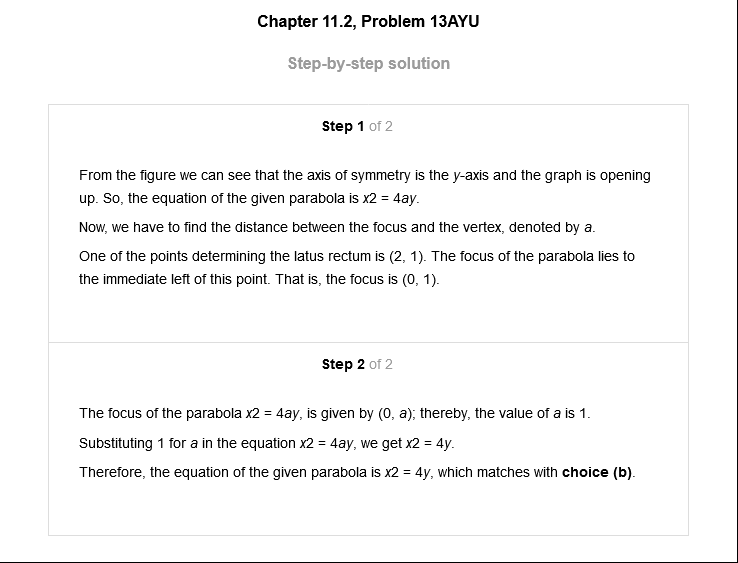 Chapter 11.2, Problem 13AYU
Step-by-step solution
Step 1 of 2
From the figure we can see that the axis of symmetry is the y-axis and the graph is opening
up. So, the equation of the given parabola is x2 = 4ay.
Now, we have to find the distance between the focus and the vertex, denoted by a.
One of the points determining the latus rectum is (2, 1). The focus of the parabola lies to
the immediate left of this point. That is, the focus is (0, 1).
Step 2 of 2
The focus of the parabola x2 = 4ay, is given by (0, a); thereby, the value of a is 1.
Substituting 1 for a in the equation x2 = 4ay, we get x2 = 4y.
Therefore, the equation of the given parabola is x2 = 4y, which matches with choice (b).